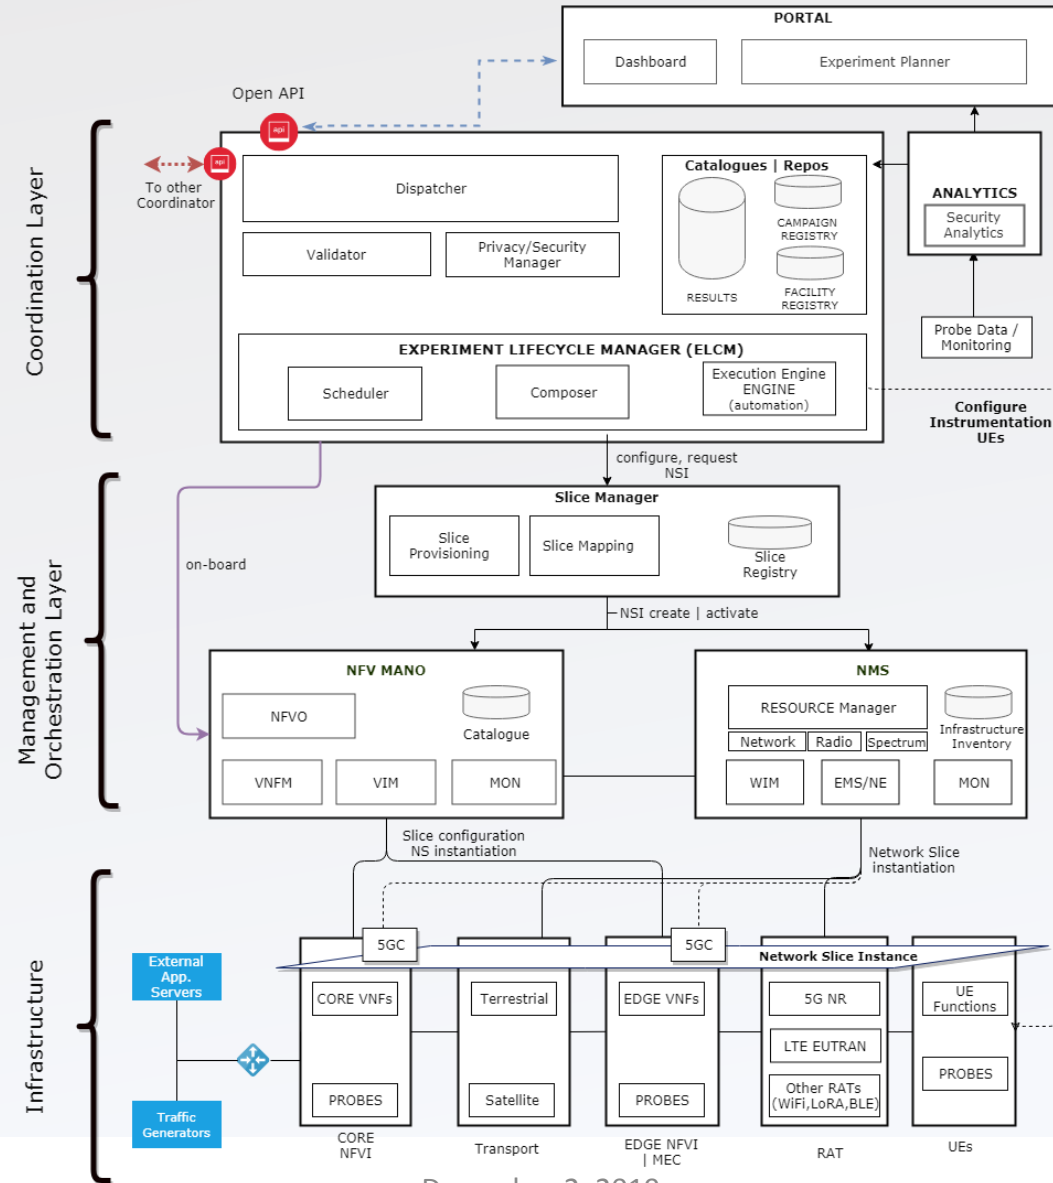 PORTAL
Dashboard
Experiment Planner
Open API
api
api
To other
Coordinator
Coordination Layer
Dispatcher
Validator
Privacy/Security
Manager
Catalogues | Repos
RESULTS
CAMPAIGN
REGISTRY
FACILITY
REGISTRY
ANALYTICS
Security
Analytics
Probe Data /
Monitoring
EXPERIMENT LIFECYCLE MANAGER (ELCM)
Scheduler
Composer
Execution Engine
ENGINE
(automation)
Configure
Instrumentation
UEs
configure, request
NSI
Management and
Orchestration Layer
on-board
Slice Manager
Slice
Provisioning
Slice Mapping
Slice
Registry
NSI create | activate
NFV MANO
NFVO
Catalogue
VNFM
VIM
MON
NMS
RESOURCE Manager
Network
Radio
Spectrum
Infrastructure
Inventory
WIM
EMS/NE
MON
Slice configuration
NS instantiation
Network Slice
instantiation
Infrastructure
External
App.
Servers
Traffic
Generators
5GC
5GC
Network Slice Instance
CORE VNFs
PROBES
CORE
NFVI
Terrestrial
Satellite
Transport
EDGE VNFs
PROBES
EDGE NFVI
| MEC
5G NR
LTE EUTRAN
Other RATs
(WiFi,LoRA,BLE)
RAT
UE
Functions
PROBES
UEs